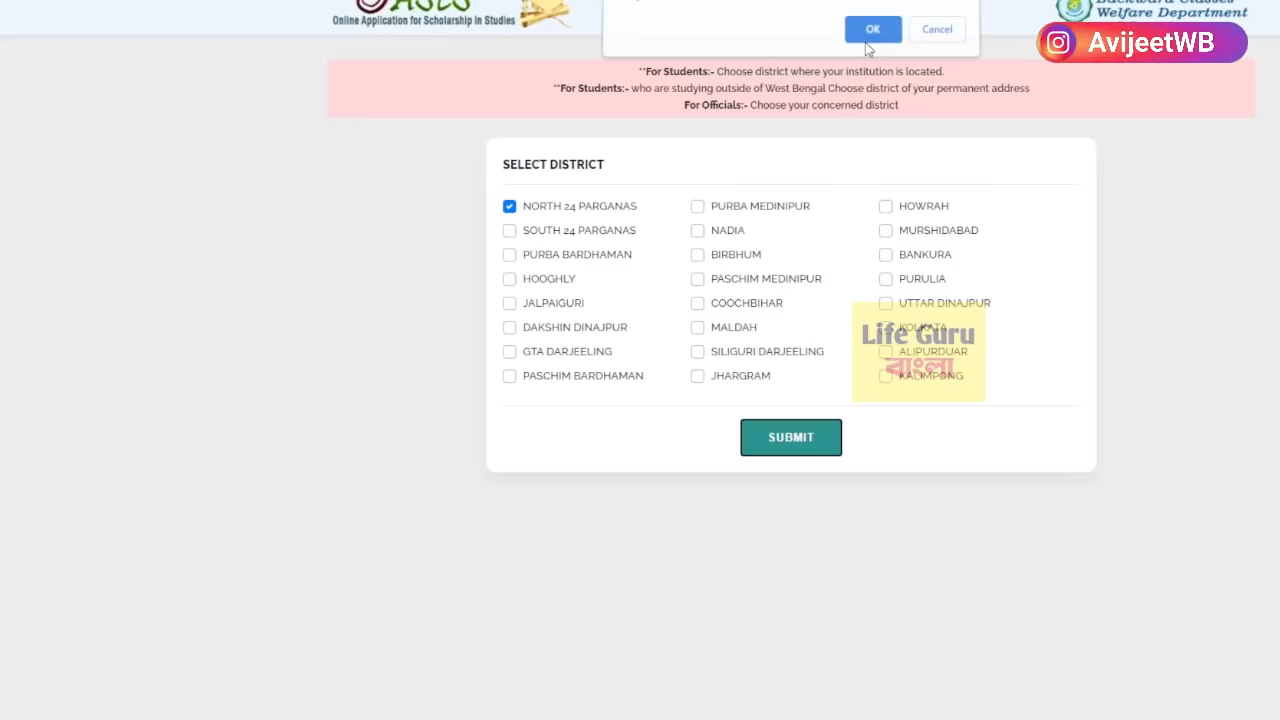 Online Application for Scholarship in Studies
Backward Classes
Welfare Department
OK
Cancel
AvijeetWB
**For Students:- Choose district where your institution is located.
**For Students:- who are studying outside of West Bengal Choose district of your permanent address
For Officials:- Choose your concerned district
SELECT DISTRICT
NORTH 24 PARGANAS
PURBA MEDINIPUR
HOWRAH
SOUTH 24 PARGANAS
NADIA
MURSHIDABAD
PURBA BARDHAMAN
BIRBHUM
BANKURA
HOOGHLY
PASCHIM MEDINIPUR
PURULIA
JALPAIGURI
COOCHBIHAR
UTTAR DINAJPUR
DAKSHIN DINAJPUR
MALDAH
KOLKATA
Life Guru
GTA DARJEELING
SILIGURI DARJEELING
ALIPURDUAR
বাংলা
PASCHIM BARDHAMAN
JHARGRAM
KALIMPONG
SUBMIT